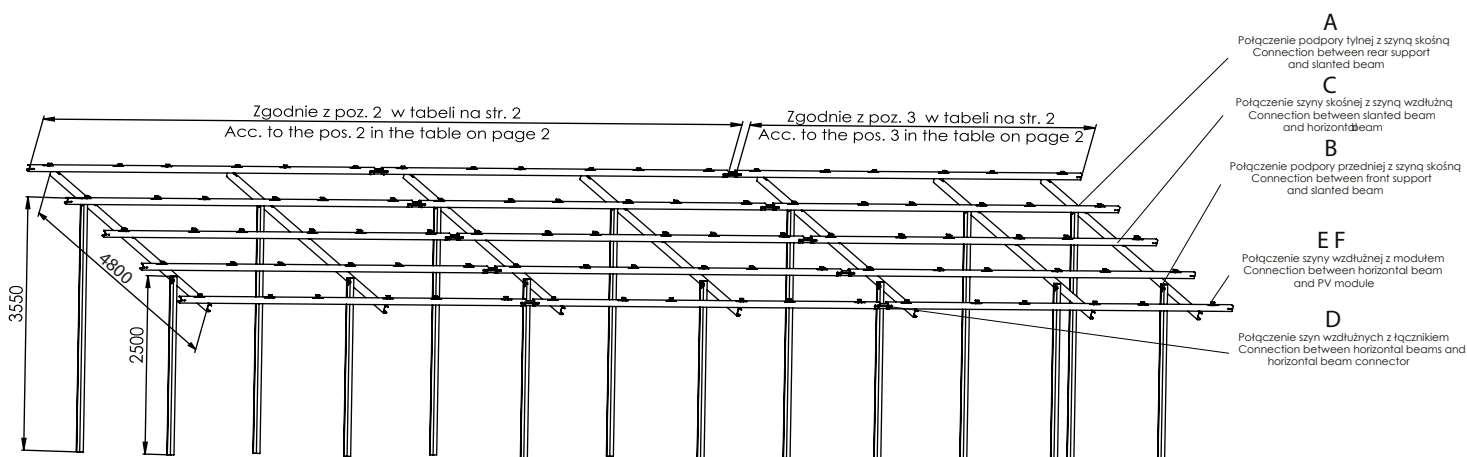 A
Połączenie podpory tylnej z szyną skośną
Connection between rear support
and slanted beam
C
Połączenie szyny skośnej z szyną wzdłużną
Connection between slanted beam
and horizontal beam
B
Połączenie podpory przedniej z szyną skośną
Connection between front support
and slanted beam
E F
Połączenie szyny wzdłużnej z modułem
Connection between horizontal beam
and PV module
D
Połączenie szyn wzdłużnych z łącznikiem
Connection between horizontal beams and
horizontal beam connector
Zgodnie z poz. 2 w tabeli na str. 2
Acc. to the pos. 2 in the table on page 2
Zgodnie z poz. 3 w tabeli na str. 2
Acc. to the pos. 3 in the table on page 2
4800
3550
2500